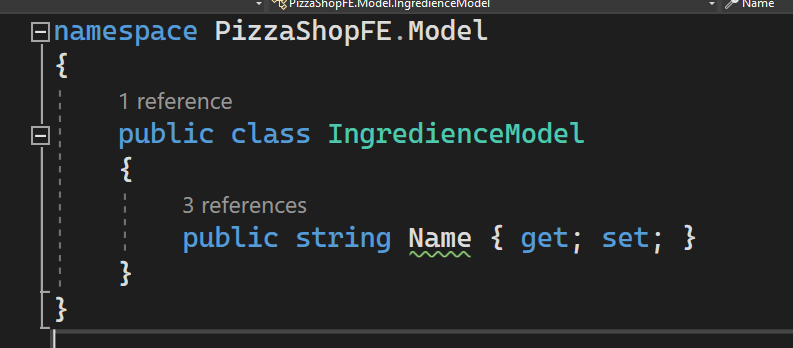 PizzaShopFE.Model.IngredienceModel
Name
namespace PizzaShopFE.Model
{
1 reference
public class IngredienceModel
{
3 references
public string Name { get; set; }
}
}